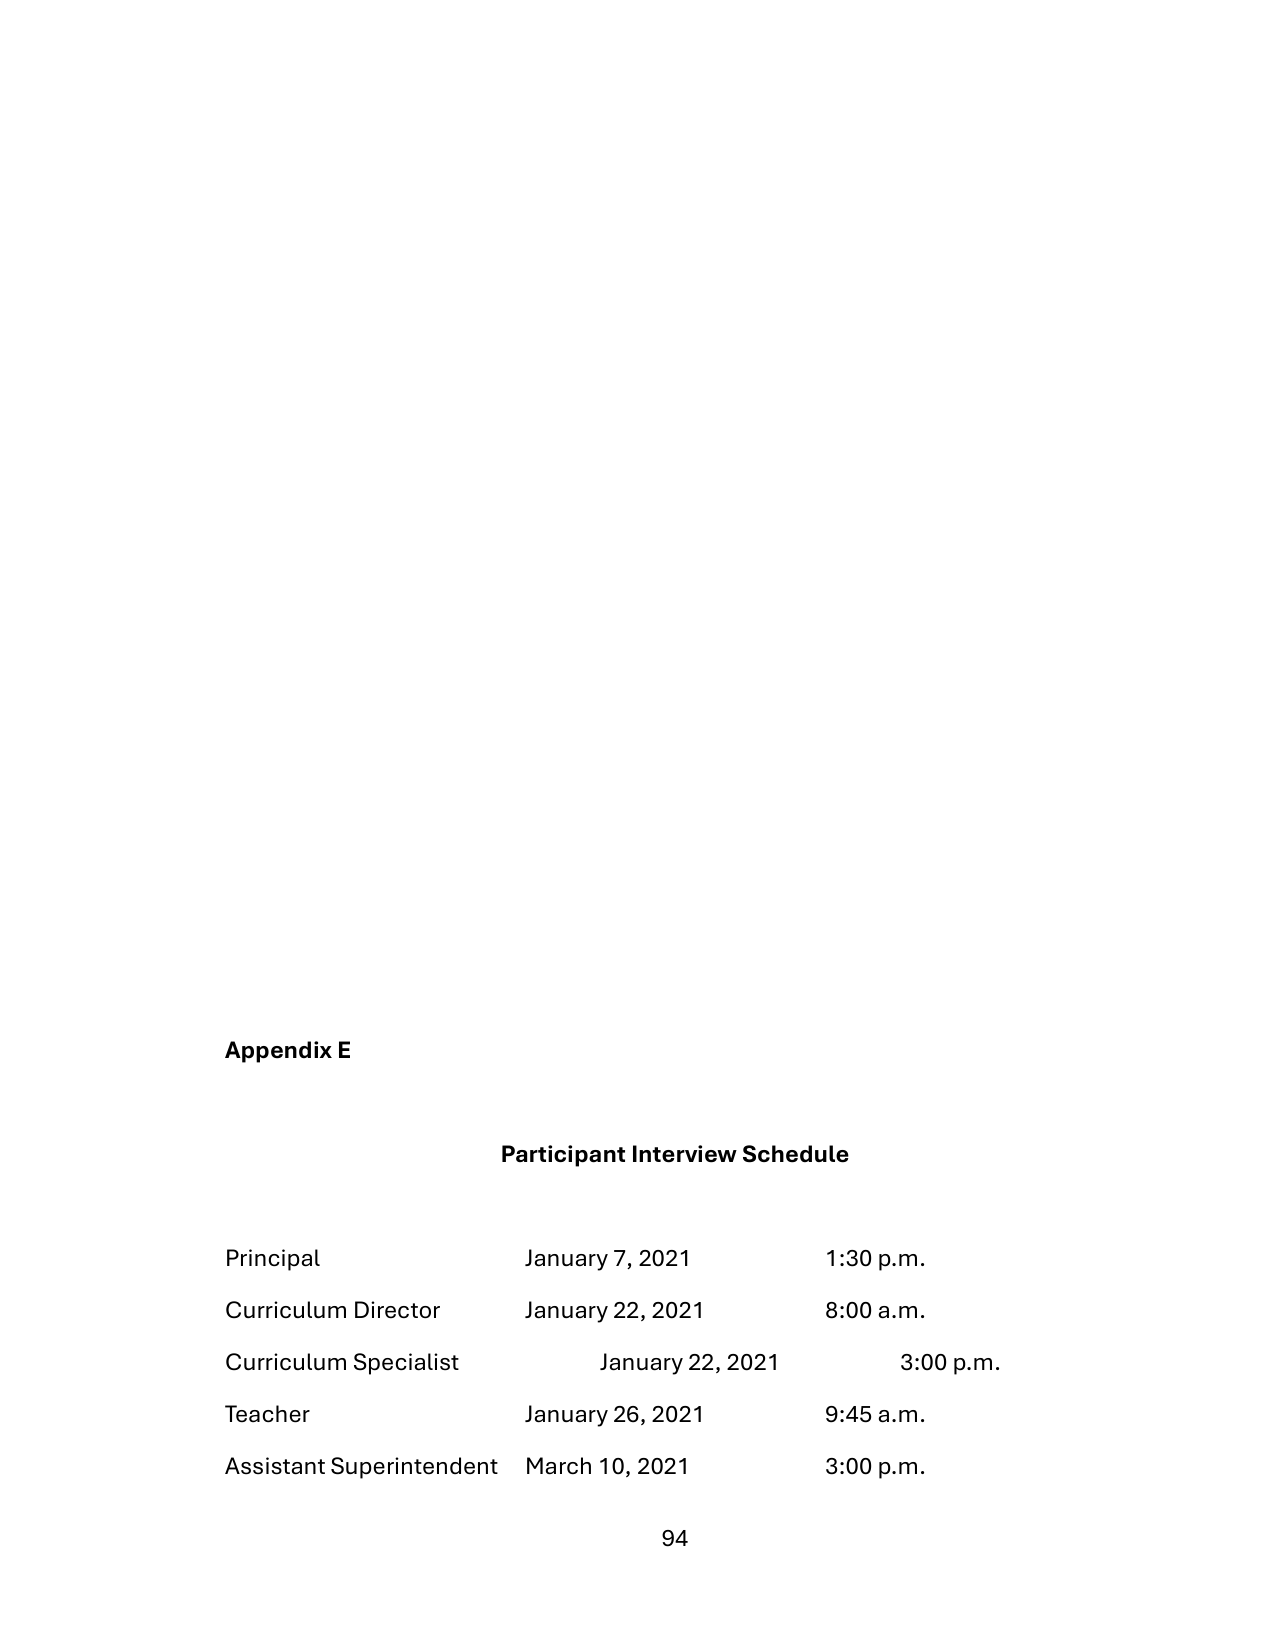 Appendix E
Participant Interview Schedule
Principal January 7, 2021 1:30 p.m.
Curriculum Director January 22, 2021 8:00 a.m.
Curriculum Specialist January 22, 2021 3:00 p.m.
Teacher January 26, 2021 9:45 a.m.
Assistant Superintendent March 10, 2021 3:00 p.m.
94